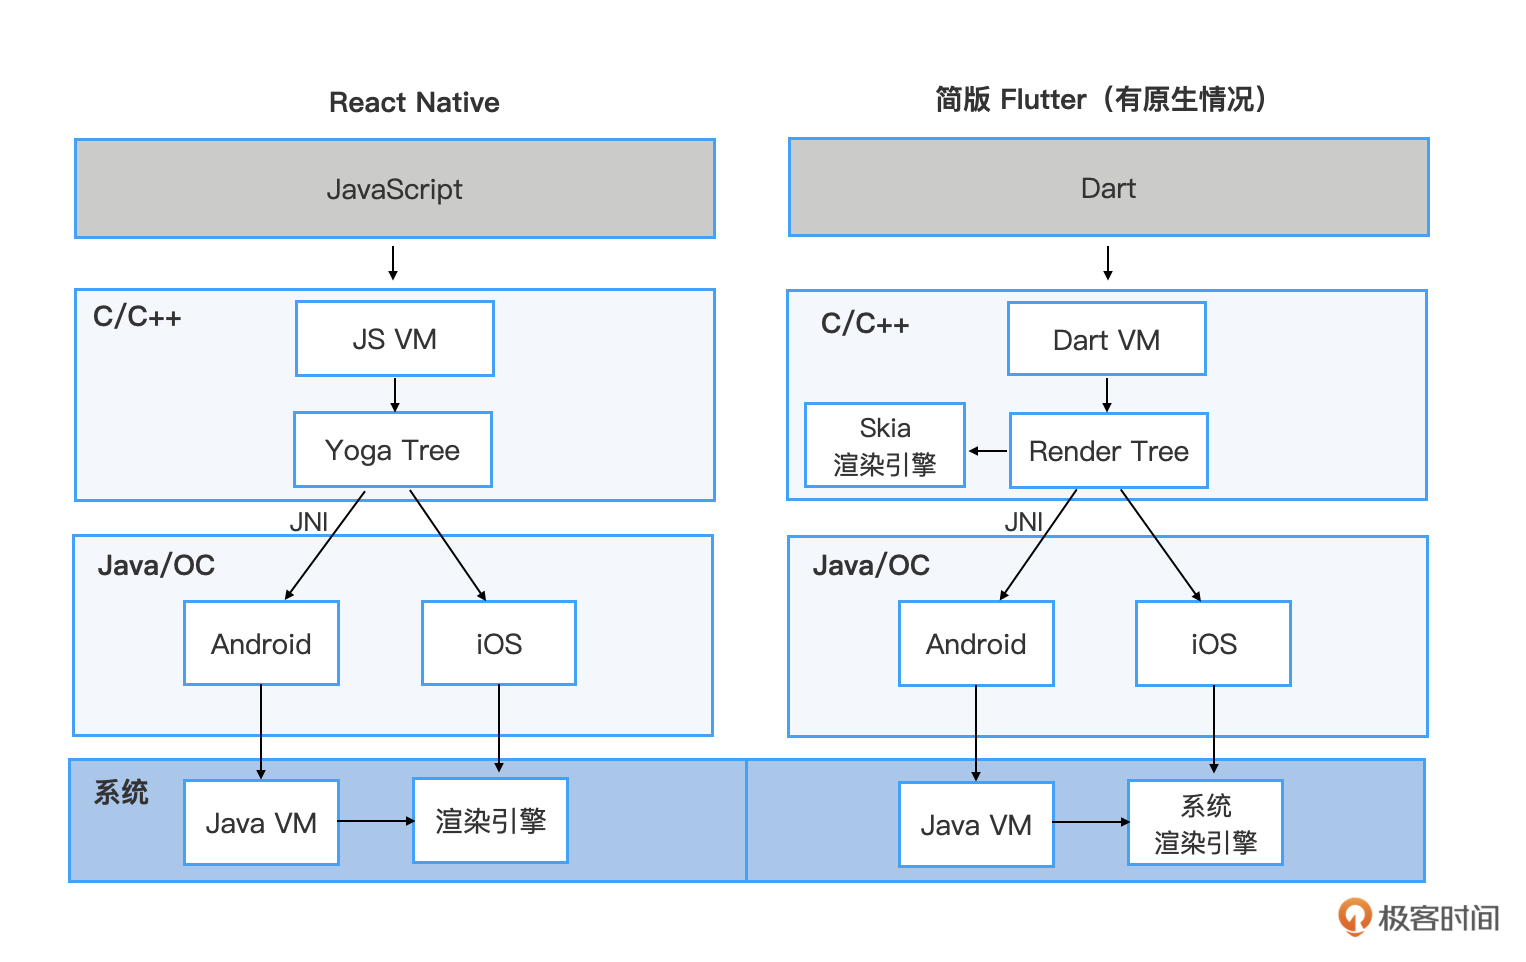 React Native
JavaScript
C/C++
JS VM
Yoga Tree
JNI
Java/OC
Android
iOS
系统
Java VM
渲染引擎
简版 Flutter（有原生情况）
Dart
C/C++
Dart VM
Skia
渲染引擎
Render Tree
JNI
Java/OC
Android
iOS
Java VM
系统
渲染引擎
极客时间